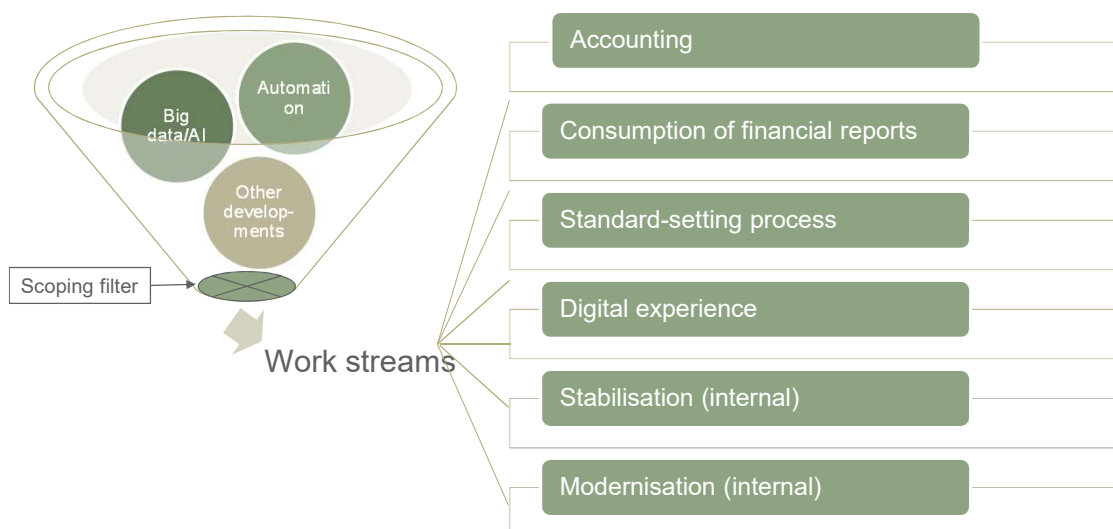 Big
data/AI
Automati
on
Other
develop-
ments
Scoping filter
Work streams
Accounting
Consumption of financial reports
Standard-setting process
Digital experience
Stabilisation (internal)
Modernisation (internal)